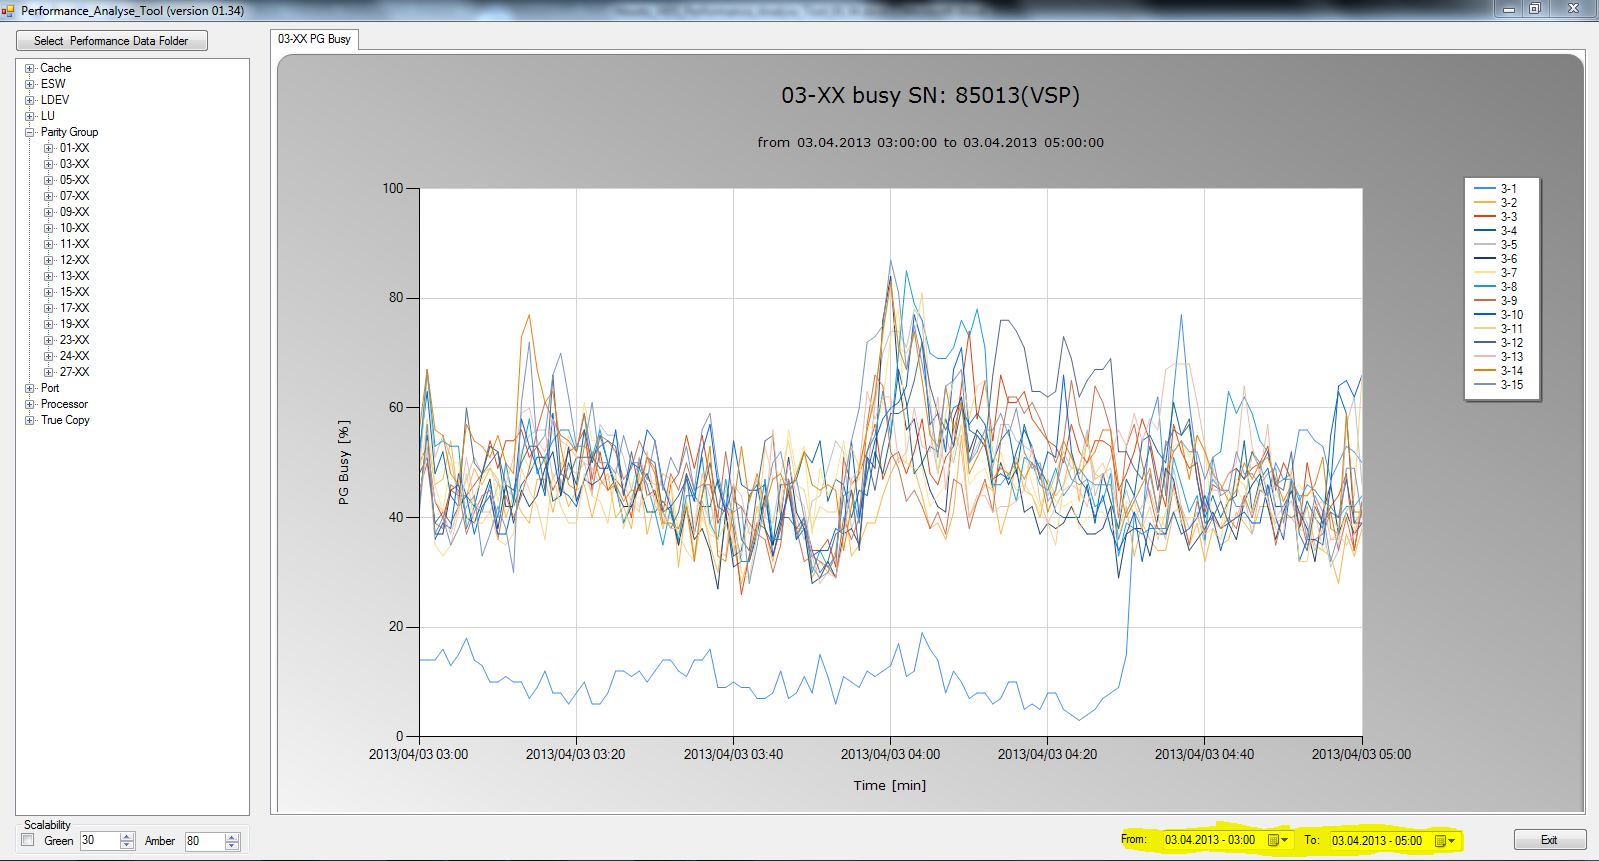 Performance_Analyse_Tool (version 01.34)
Select Performance Data Folder
03-XX PG Busy
Cache
ESW
LDEV
LU
Parity Group
01-XX
03-XX
05-XX
07-XX
09-XX
10-XX
11-XX
12-XX
13-XX
15-XX
17-XX
19-XX
23-XX
24-XX
27-XX
Port
Processor
True Copy
03-XX busy SN: 85013(VSP)
from 03.04.2013 03:00:00 to 03.04.2013 05:00:00
100
80
60
40
20
0
PG Busy [%]
2013/04/03 03:00
2013/04/03 03:20
2013/04/03 03:40
2013/04/03 04:00
2013/04/03 04:20
2013/04/03 04:40
2013/04/03 05:00
Time [min]
3-1
3-2
3-3
3-4
3-5
3-6
3-7
3-8
3-9
3-10
3-11
3-12
3-13
3-14
3-15
Scalability
Green 30 Amber 80
From: 03.04.2013 - 03:00 To: 03.04.2013 - 05:00
Exit